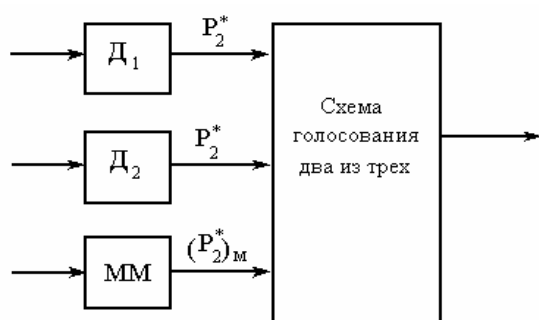 Д₁
P₂*
Д₂
P₂*
ММ
(P₂*)м
Схема
голосования
два из трех